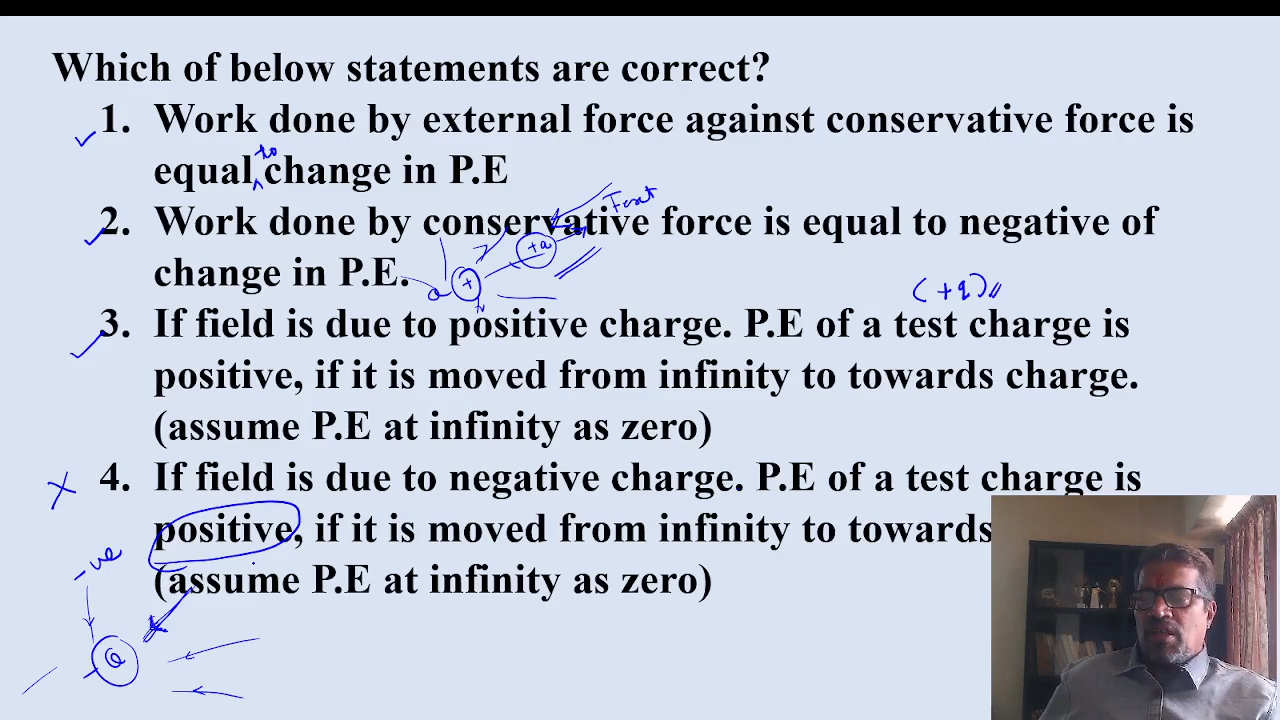 Which of below statements are correct?
1. Work done by external force against conservative force is
to
equal change in P.E
2. Work done by conservative force is equal to negative of
change in P.E.
(+q)
3. If field is due to positive charge. P.E of a test charge is
positive, if it is moved from infinity to towards charge.
(assume P.E at infinity as zero)
4. If field is due to negative charge. P.E of a test charge is
positive, if it is moved from infinity to towards
-ve
(assume P.E at infinity as zero)
Q